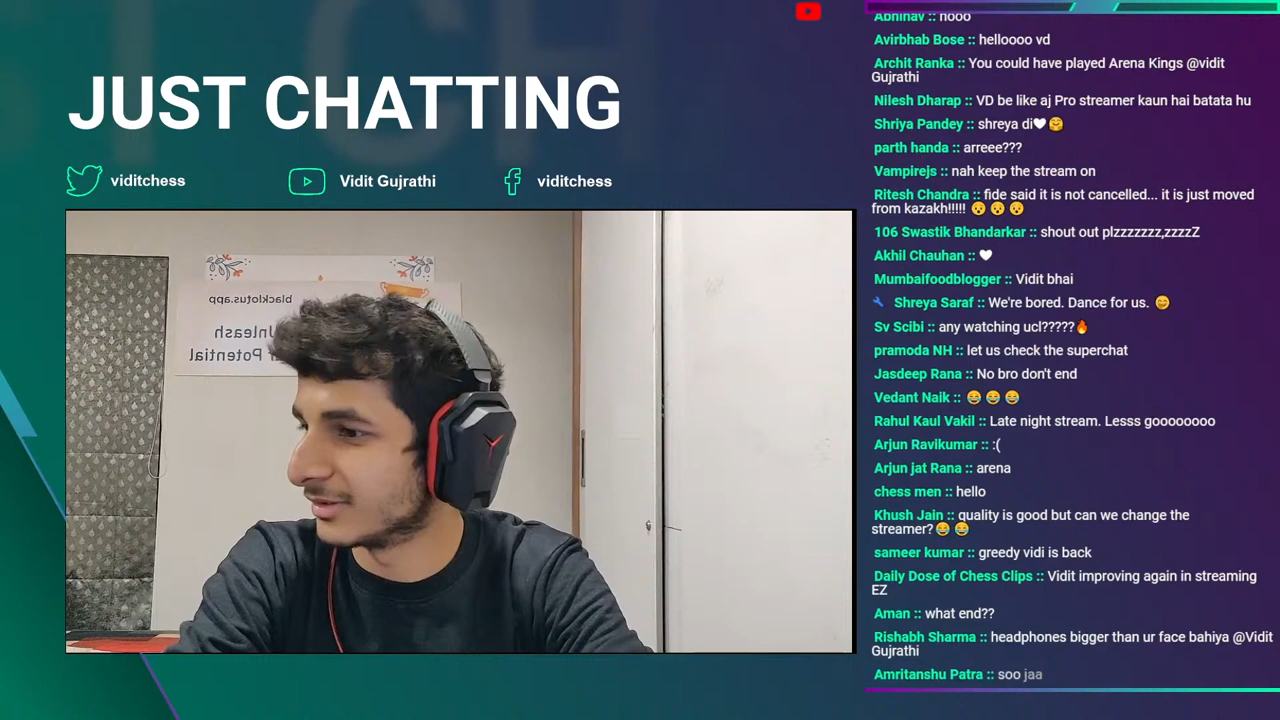 JUST CHATTING
viditchess
Vidit Gujrathi
viditchess
blacklotus.app
Unleash
Potential
Abhinav :: nooo
Avirbhab Bose :: helloooo vd
Archit Ranka :: You could have played Arena Kings @vidit
Gujrathi
Nilesh Dharap :: VD be like aj Pro streamer kaun hai batata hu
Shriya Pandey :: shreya di🤍🤗
parth handa :: arreee???
Vampirejs :: nah keep the stream on
Ritesh Chandra :: fide said it is not cancelled... it is just moved
from kazakh!!!!! 😯 😯 😯
106 Swastik Bhandarkar :: shout out plzzzzzzz,zzzzZ
Akhil Chauhan :: 🤍
Mumbaifoodblogger :: Vidit bhai
Shreya Saraf :: We're bored. Dance for us. 😊
Sv Scibi :: any watching ucl?????🔥
pramoda NH :: let us check the superchat
Jasdeep Rana :: No bro don't end
Vedant Naik :: 😂 😂 😂
Rahul Kaul Vakil :: Late night stream. Lesss goooooooo
Arjun Ravikumar :: :(
Arjun jat Rana :: arena
chess men :: hello
Khush Jain :: quality is good but can we change the
streamer?😂 😂
sameer kumar :: greedy vidi is back
Daily Dose of Chess Clips :: Vidit improving again in streaming
EZ
Aman :: what end??
Rishabh Sharma :: headphones bigger than ur face bahiya @Vidit
Gujrathi
Amritanshu Patra :: soo jaa